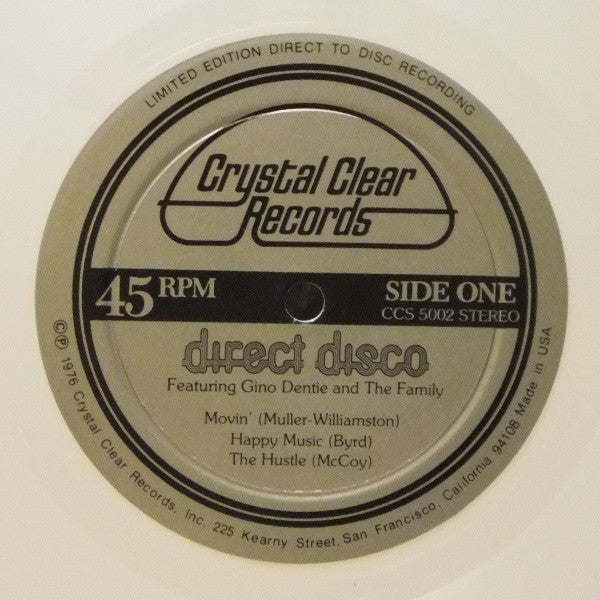 LIMITED EDITION DIRECT TO DISC RECORDING
Crystal Clear
Records
45 RPM
SIDE ONE
CCS 5002 STEREO
direct disco
Featuring Gino Dentie and The Family
Movin' (Muller-Williamston)
Happy Music (Byrd)
The Hustle (McCoy)
©℗ 1976 Crystal Clear Records, Inc. 225 Kearny Street, San Francisco, California 94108 Made in USA